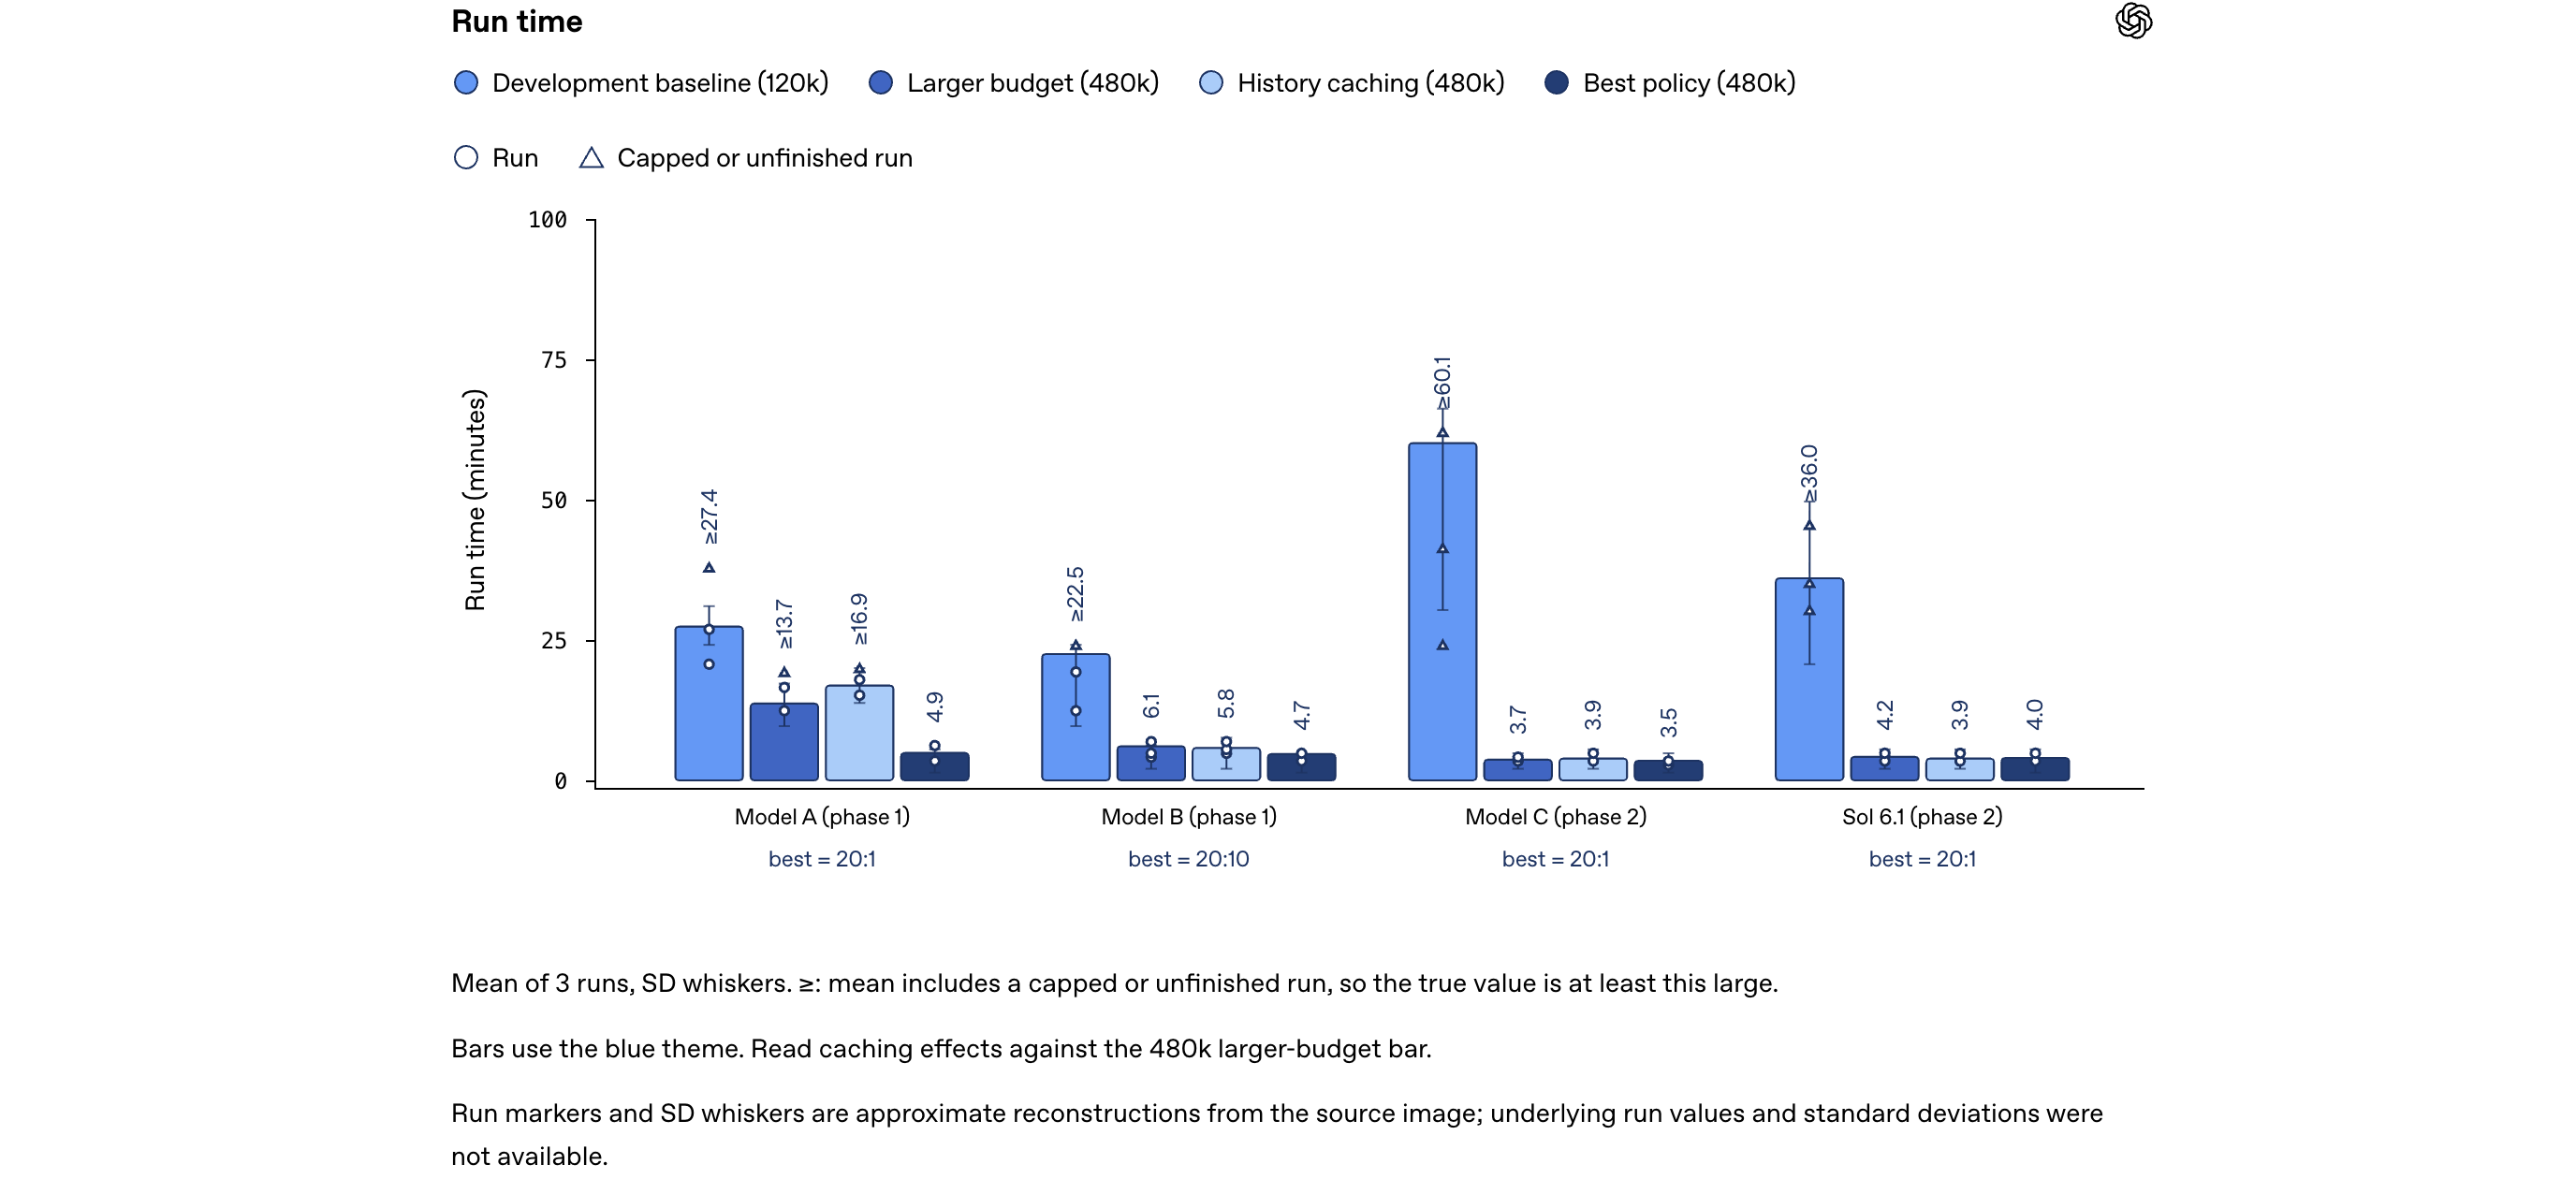 Run time
Development baseline (120k)
Larger budget (480k)
History caching (480k)
Best policy (480k)
Run
Capped or unfinished run
Run time (minutes)
100
75
50
25
0
≥27.4
≥13.7
≥16.9
4.9
≥22.5
6.1
5.8
4.7
≥60.1
3.7
3.9
3.5
≥36.0
4.2
3.9
4.0
Model A (phase 1)
best = 20:1
Model B (phase 1)
best = 20:10
Model C (phase 2)
best = 20:1
Sol 6.1 (phase 2)
best = 20:1
Mean of 3 runs, SD whiskers. ≥: mean includes a capped or unfinished run, so the true value is at least this large.
Bars use the blue theme. Read caching effects against the 480k larger-budget bar.
Run markers and SD whiskers are approximate reconstructions from the source image; underlying run values and standard deviations were
not available.